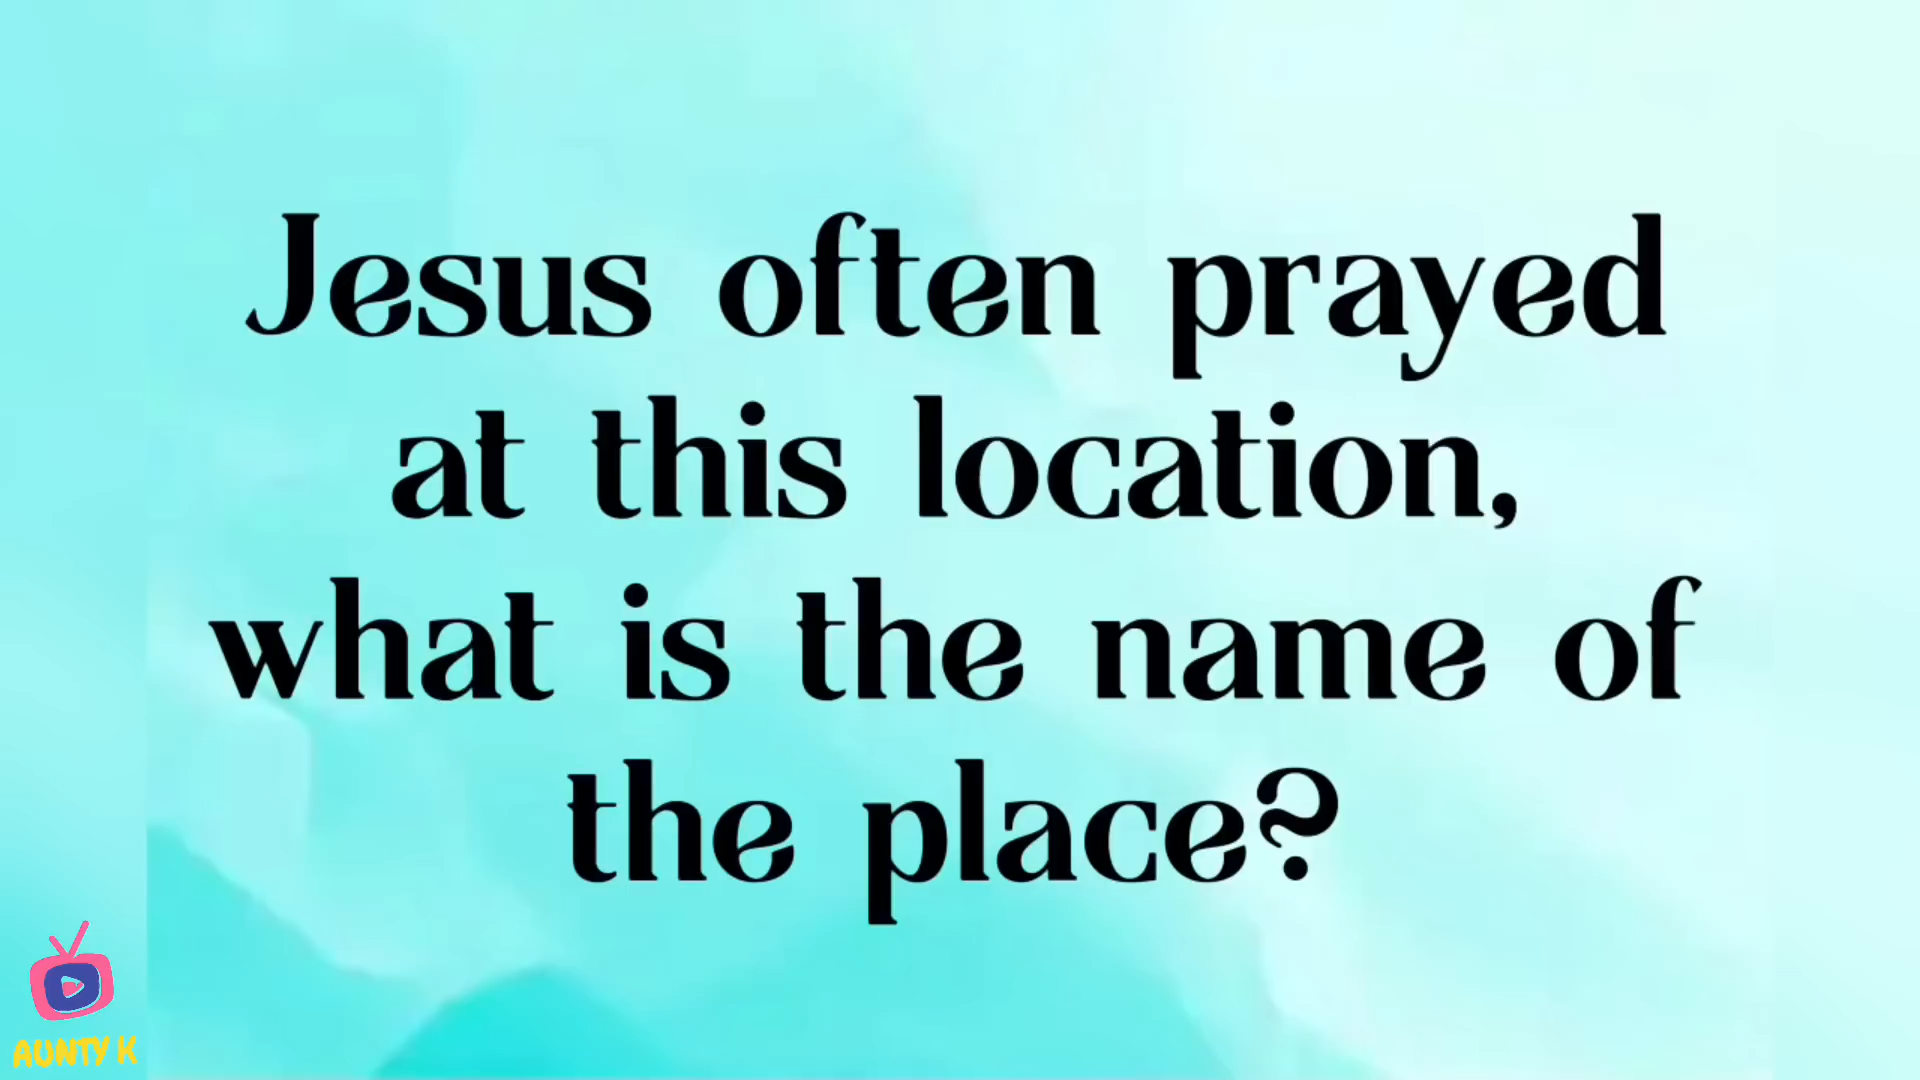 Jesus often prayed
at this location,
what is the name of
the place?
AUNTY K